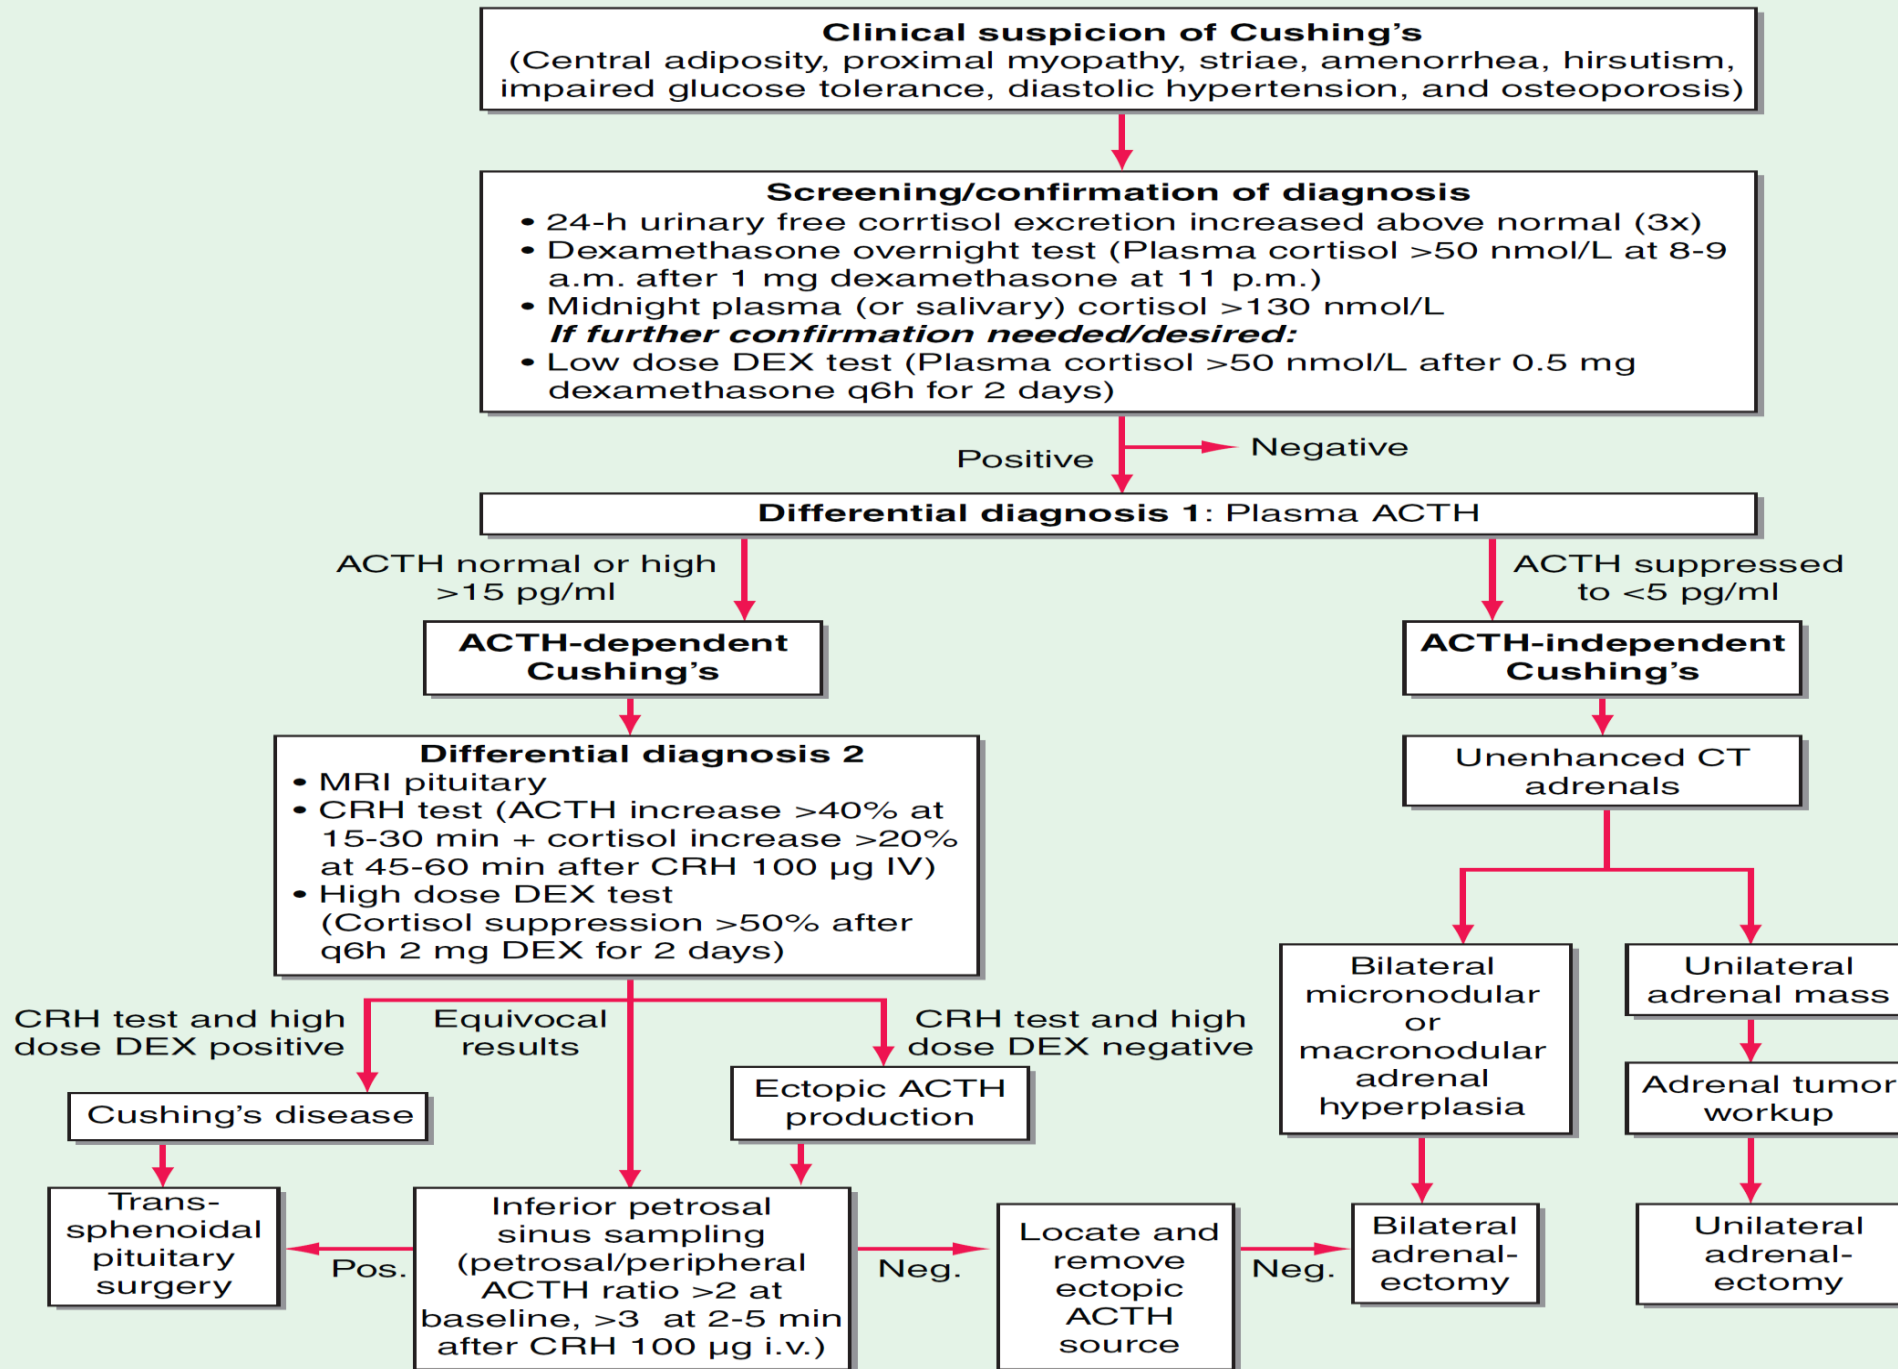 Clinical suspicion of Cushing’s
(Central adiposity, proximal myopathy, striae, amenorrhea, hirsutism,
impaired glucose tolerance, diastolic hypertension, and osteoporosis)
Screening/confirmation of diagnosis
• 24-h urinary free corrtisol excretion increased above normal (3x)
• Dexamethasone overnight test (Plasma cortisol >50 nmol/L at 8-9
a.m. after 1 mg dexamethasone at 11 p.m.)
• Midnight plasma (or salivary) cortisol >130 nmol/L
If further confirmation needed/desired:
• Low dose DEX test (Plasma cortisol >50 nmol/L after 0.5 mg
dexamethasone q6h for 2 days)
Positive
Negative
Differential diagnosis 1: Plasma ACTH
ACTH normal or high
>15 pg/ml
ACTH suppressed
to <5 pg/ml
ACTH-dependent
Cushing’s
ACTH-independent
Cushing’s
Differential diagnosis 2
• MRI pituitary
• CRH test (ACTH increase >40% at
15-30 min + cortisol increase >20%
at 45-60 min after CRH 100 µg IV)
• High dose DEX test
(Cortisol suppression >50% after
q6h 2 mg DEX for 2 days)
Unenhanced CT
adrenals
CRH test and high
dose DEX positive
Equivocal
results
CRH test and high
dose DEX negative
Cushing’s disease
Ectopic ACTH
production
Bilateral
micronodular
or
macronodular
adrenal
hyperplasia
Unilateral
adrenal mass
Adrenal tumor
workup
Trans-
sphenoidal
pituitary
surgery
Pos.
Inferior petrosal
sinus sampling
(petrosal/peripheral
ACTH ratio >2 at
baseline, >3 at 2-5 min
after CRH 100 µg i.v.)
Neg.
Locate and
remove
ectopic
ACTH
source
Neg.
Bilateral
adrenal-
ectomy
Unilateral
adrenal-
ectomy